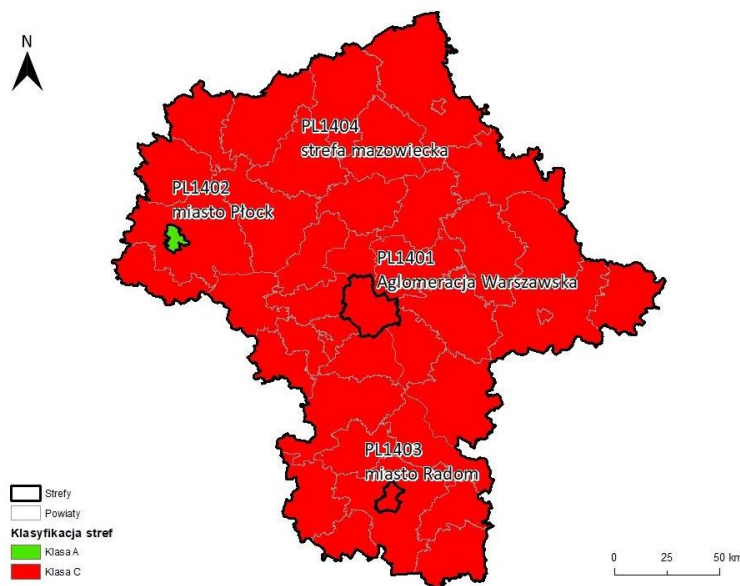 N
PL1404
strefa mazowiecka
PL1402
miasto Płock
PL1401
Aglomeracja Warszawska
PL1403
miasto Radom
Strefy
Powiaty
Klasyfikacja stref
Klasa A
Klasa C
0 25 50 km